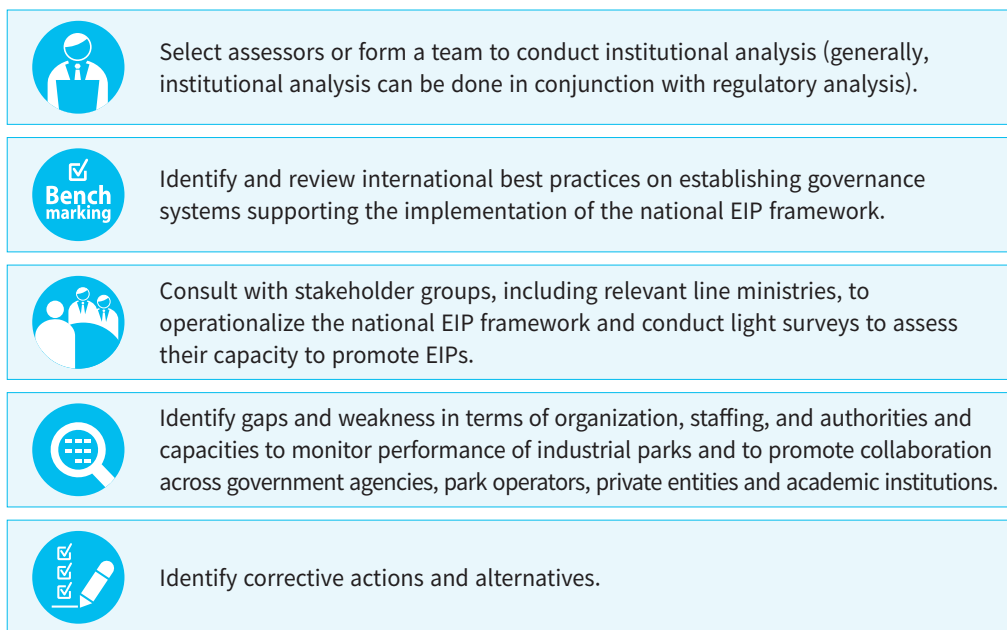 Select assessors or form a team to conduct institutional analysis (generally,
institutional analysis can be done in conjunction with regulatory analysis).
Bench
marking
Identify and review international best practices on establishing governance
systems supporting the implementation of the national EIP framework.
Consult with stakeholder groups, including relevant line ministries, to
operationalize the national EIP framework and conduct light surveys to assess
their capacity to promote EIPs.
Identify gaps and weakness in terms of organization, staffing, and authorities and
capacities to monitor performance of industrial parks and to promote collaboration
across government agencies, park operators, private entities and academic institutions.
Identify corrective actions and alternatives.